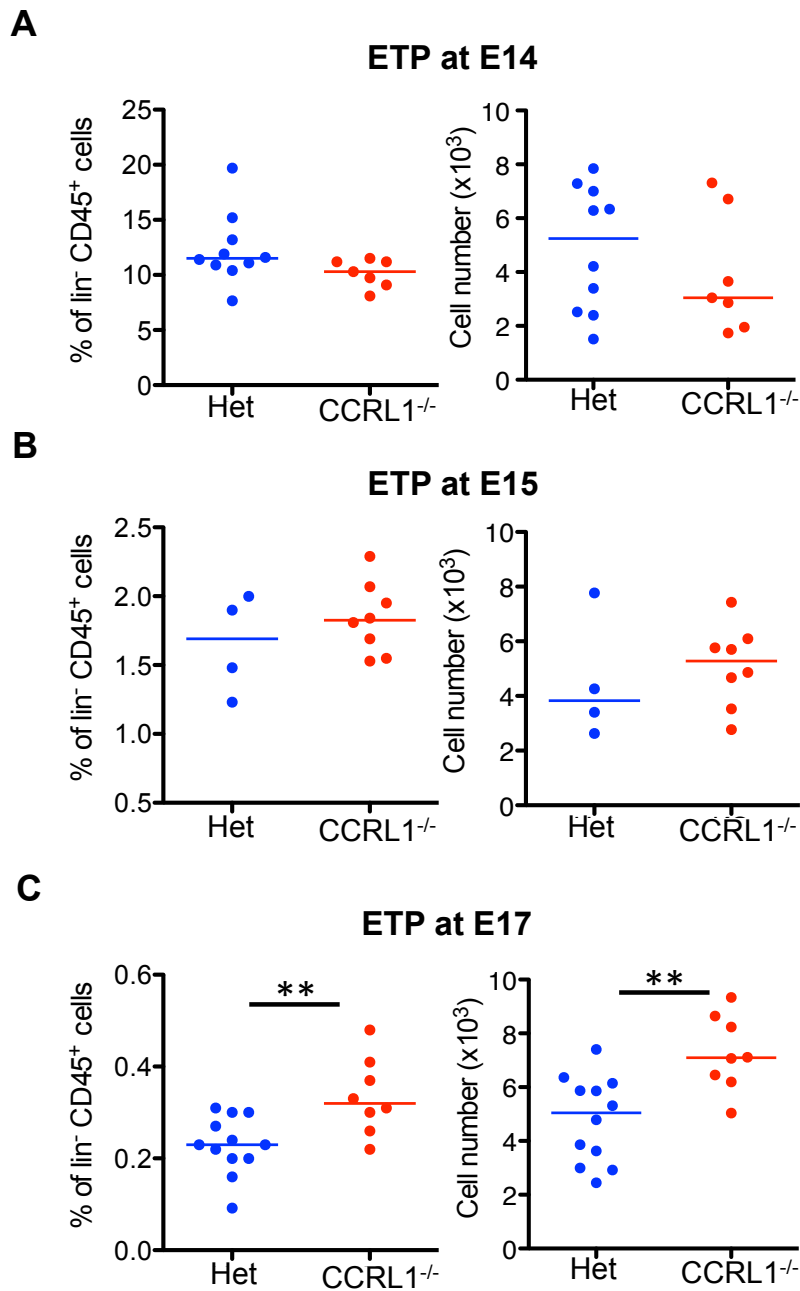 A
ETP at E14
% of lin⁻ CD45⁺ cells
25
20
15
10
5
0
Het
CCRL1⁻/⁻
Cell number (x10³)
10
8
6
4
2
0
Het
CCRL1⁻/⁻
B
ETP at E15
% of lin⁻ CD45⁺ cells
2.5
2.0
1.5
1.0
0.5
Het
CCRL1⁻/⁻
Cell number (x10³)
10
8
6
4
2
0
Het
CCRL1⁻/⁻
C
ETP at E17
% of lin⁻ CD45⁺ cells
0.6
0.4
0.2
0.0
**
Het
CCRL1⁻/⁻
Cell number (x10³)
10
8
6
4
2
0
**
Het
CCRL1⁻/⁻